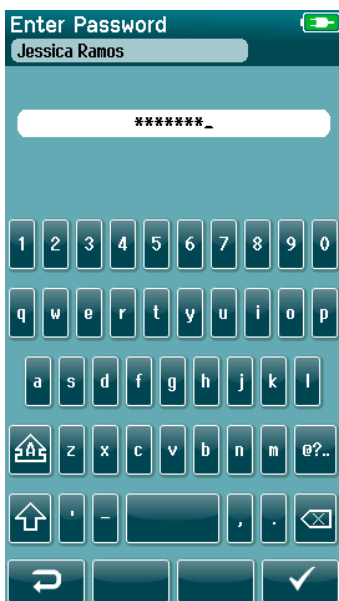 Enter Password
Jessica Ramos
*******_
1 2 3 4 5 6 7 8 9 0
q w e r t y u i o p
a s d f g h j k l
A z x c v b n m @?..
' - , .